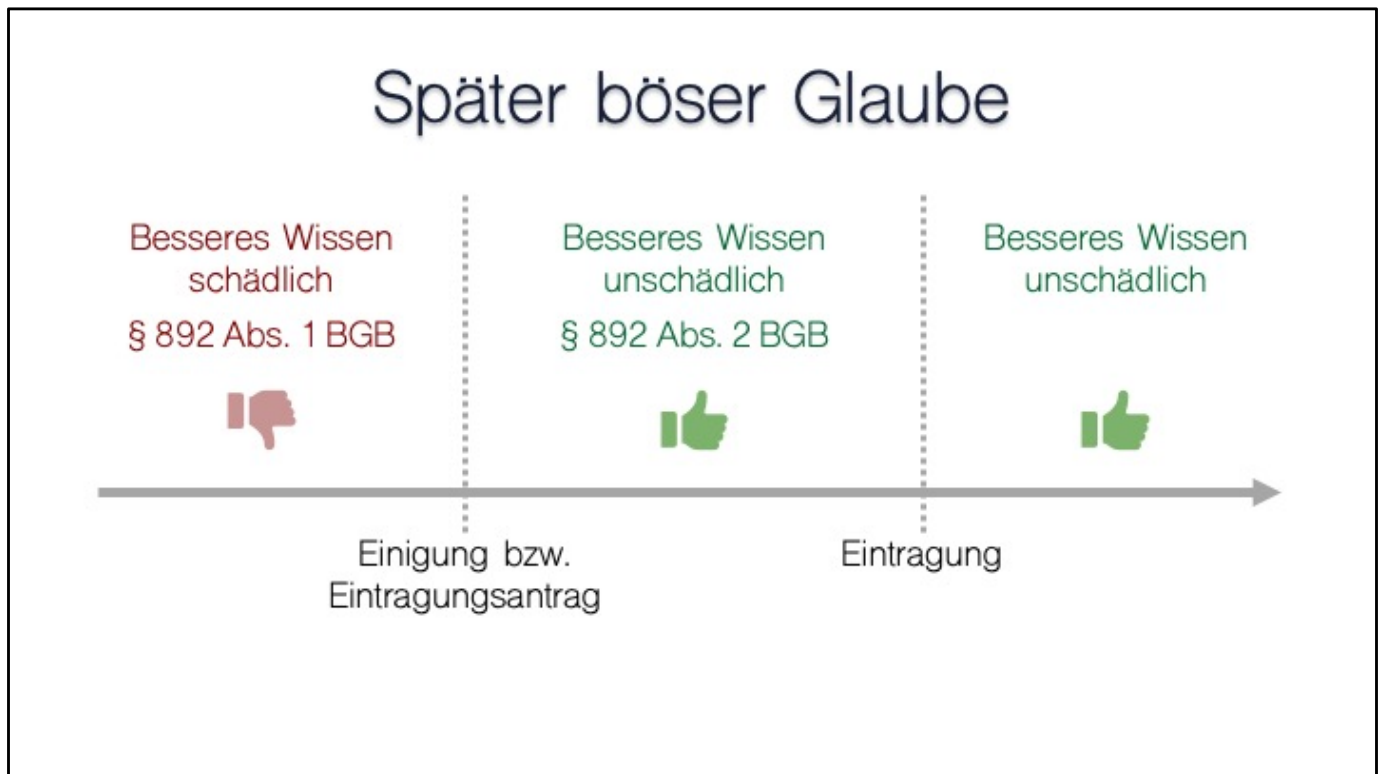 Später böser Glaube
Besseres Wissen
schädlich
§ 892 Abs. 1 BGB
Besseres Wissen
unschädlich
§ 892 Abs. 2 BGB
Besseres Wissen
unschädlich
Einigung bzw.
Eintragungsantrag
Eintragung